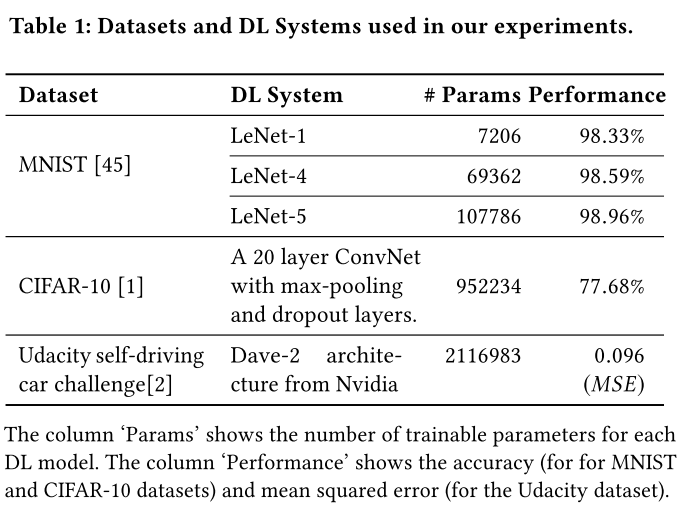 Table 1: Datasets and DL Systems used in our experiments.
Dataset DL System # Params Performance
MNIST [45]
LeNet-1 7206 98.33%
LeNet-4 69362 98.59%
LeNet-5 107786 98.96%
CIFAR-10 [1]
A 20 layer ConvNet
with max-pooling
and dropout layers.
952234 77.68%
Udacity self-driving
car challenge[2]
Dave-2 archite-
cture from Nvidia
2116983 0.096
(MSE)
The column ‘Params’ shows the number of trainable parameters for each
DL model. The column ‘Performance’ shows the accuracy (for for MNIST
and CIFAR-10 datasets) and mean squared error (for the Udacity dataset).